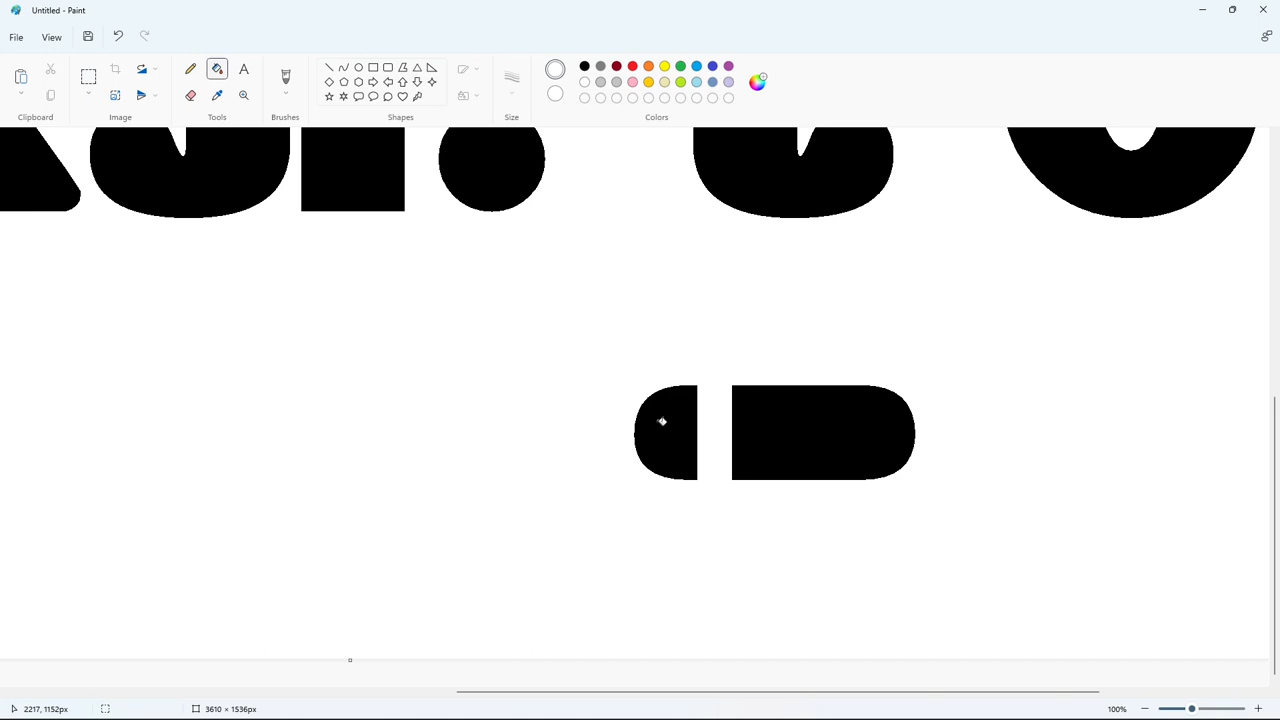 Untitled - Paint
File View
Clipboard Image Tools Brushes Shapes Size Colors
2217, 1152px 3610 × 1536px 100%